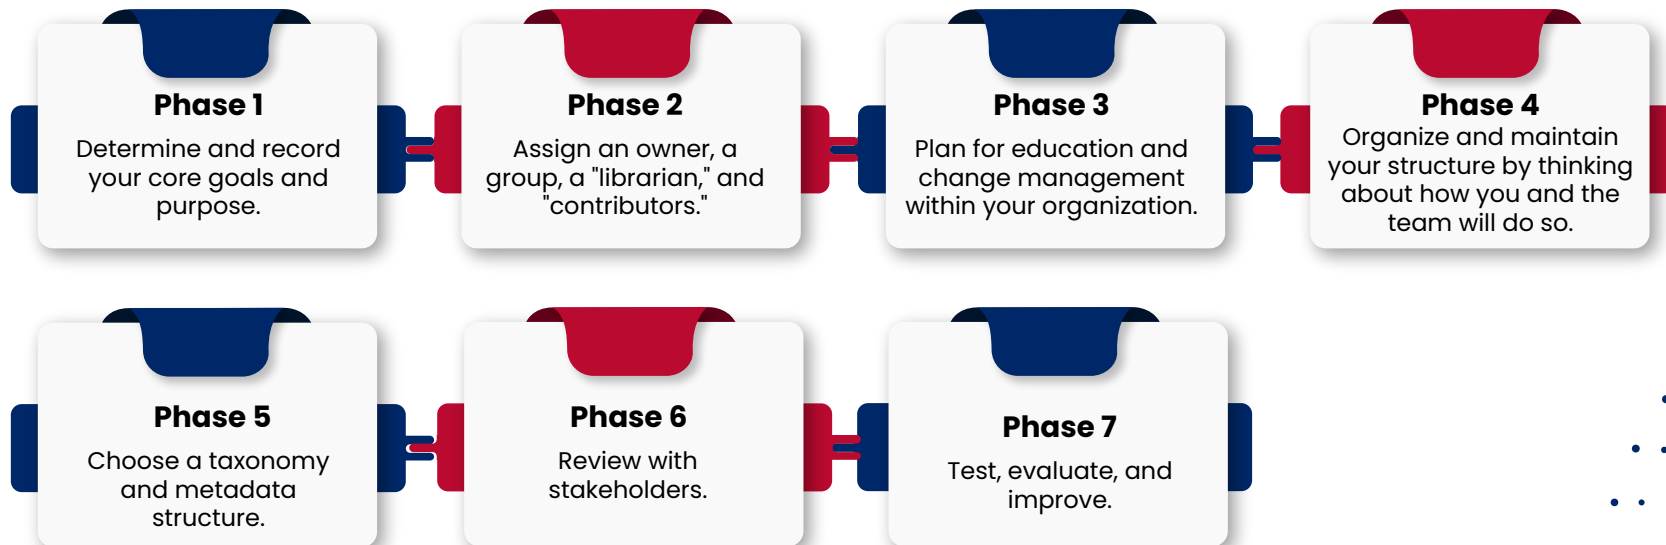 Phase 1
Determine and record
your core goals and
purpose.
Phase 2
Assign an owner, a
group, a "librarian," and
"contributors."
Phase 3
Plan for education and
change management
within your organization.
Phase 4
Organize and maintain
your structure by thinking
about how you and the
team will do so.
Phase 5
Choose a taxonomy
and metadata
structure.
Phase 6
Review with
stakeholders.
Phase 7
Test, evaluate, and
improve.